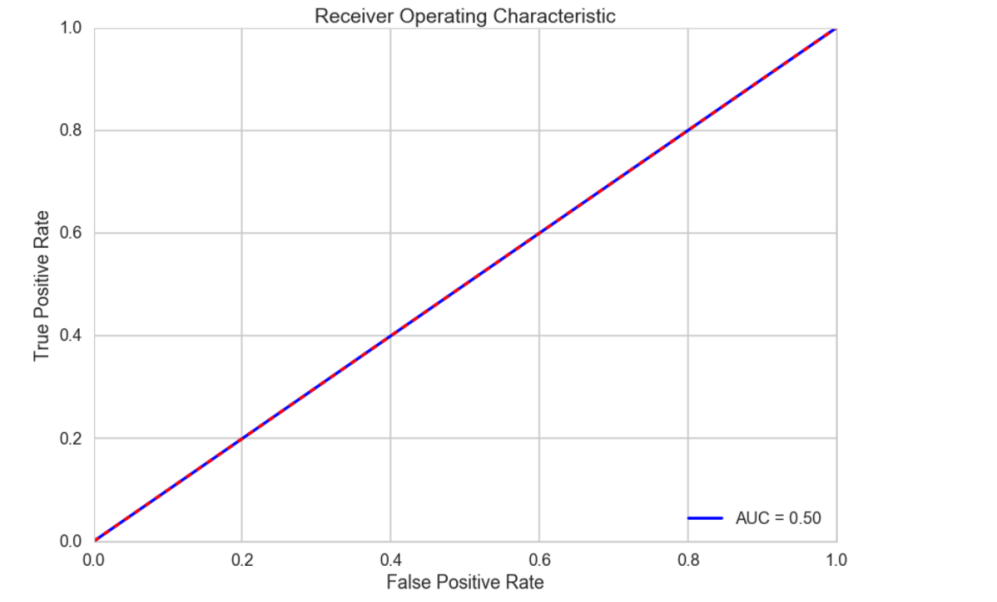 Receiver Operating Characteristic
1.0
0.8
0.6
0.4
0.2
0.0
True Positive Rate
AUC = 0.50
0.0 0.2 0.4 0.6 0.8 1.0
False Positive Rate